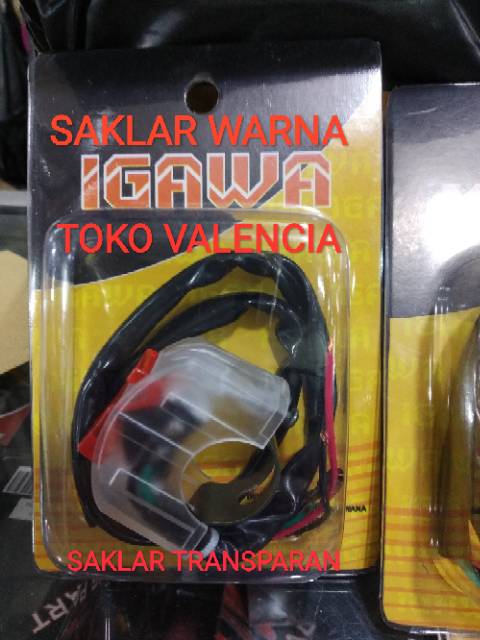 SAKLAR WARNA
IGAWA
TOKO VALENCIA
SAKLAR TRANSPARAN